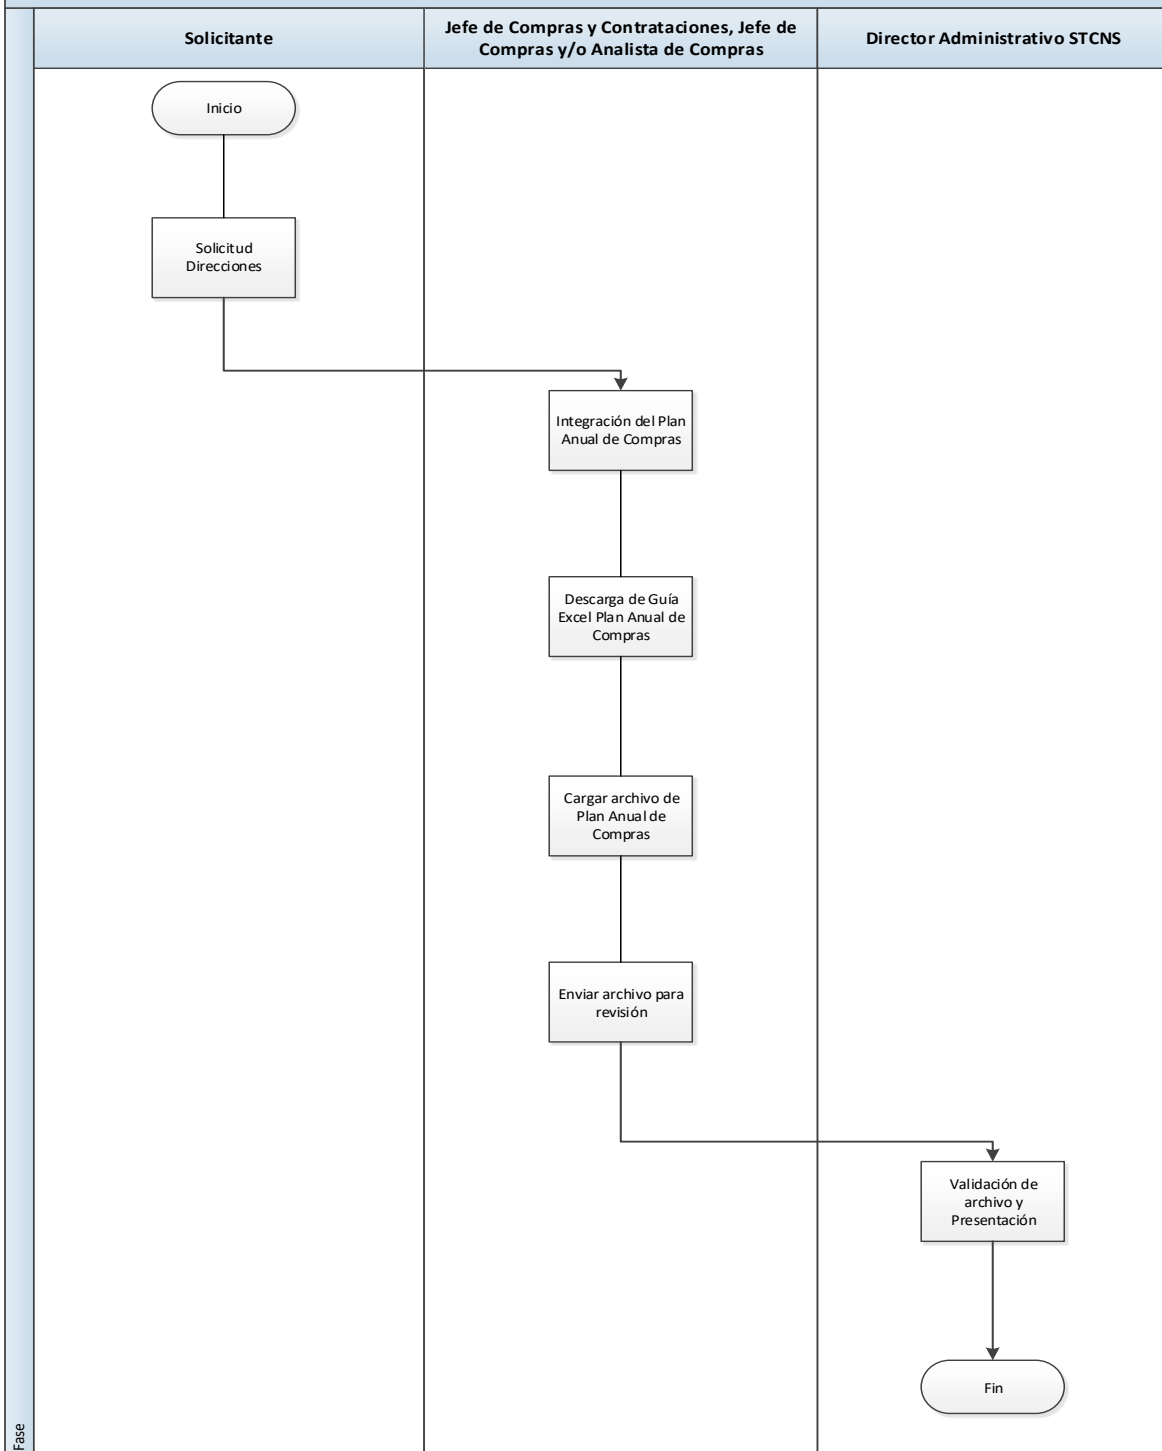 Solicitante
Jefe de Compras y Contrataciones, Jefe de
Compras y/o Analista de Compras
Director Administrativo STCNS
Inicio
Solicitud
Direcciones
Integración del Plan
Anual de Compras
Descarga de Guía
Excel Plan Anual de
Compras
Cargar archivo de
Plan Anual de
Compras
Enviar archivo para
revisión
Validación de
archivo y
Presentación
Fin
Fase